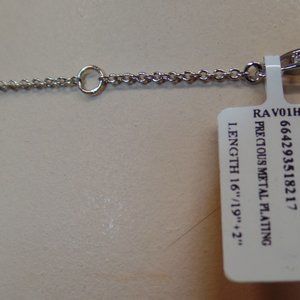 RAV01H
664293518217
PRECIOUS METAL PLATING
LENGTH 16"/19"+2"